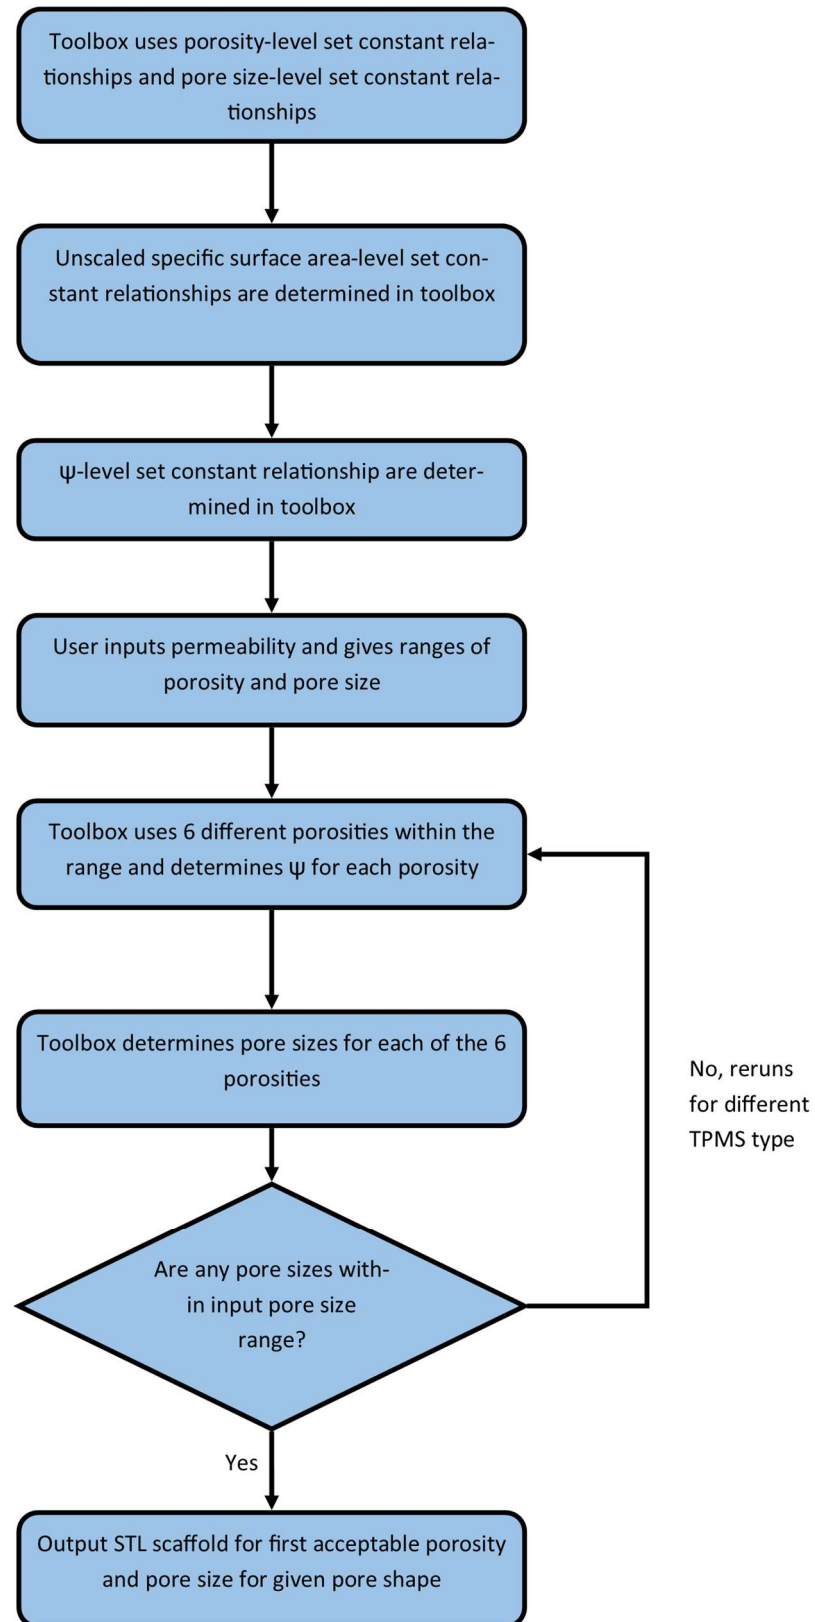 Toolbox uses porosity-level set constant rela-
tionships and pore size-level set constant rela-
tionships
Unscaled specific surface area-level set con-
stant relationships are determined in toolbox
ψ-level set constant relationship are deter-
mined in toolbox
User inputs permeability and gives ranges of
porosity and pore size
Toolbox uses 6 different porosities within the
range and determines ψ for each porosity
Toolbox determines pore sizes for each of the 6
porosities
No, reruns
for different
TPMS type
Are any pore sizes with-
in input pore size
range?
Yes
Output STL scaffold for first acceptable porosity
and pore size for given pore shape